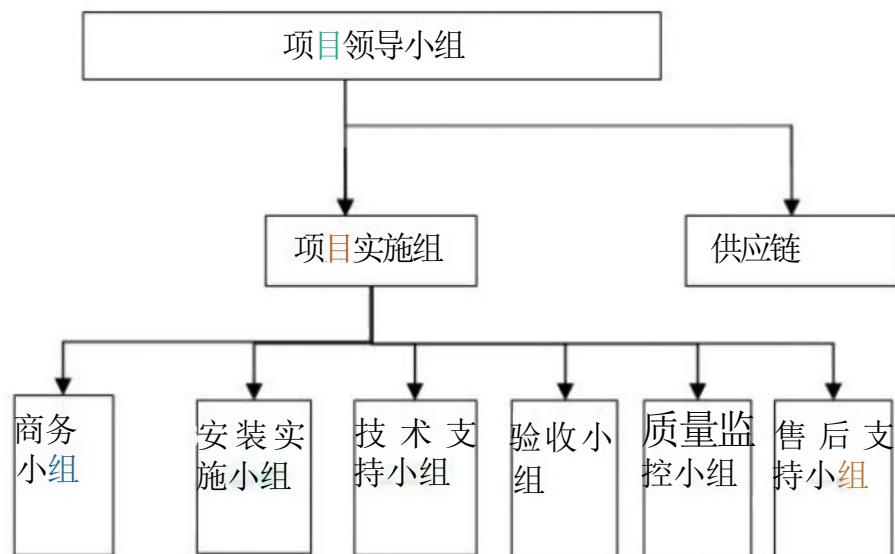 项目领导小组
项目实施组
供应链
商务
小组
安装实
施小组
技术支
持小组
验收小
组
质量监
控小组
售后支
持小组